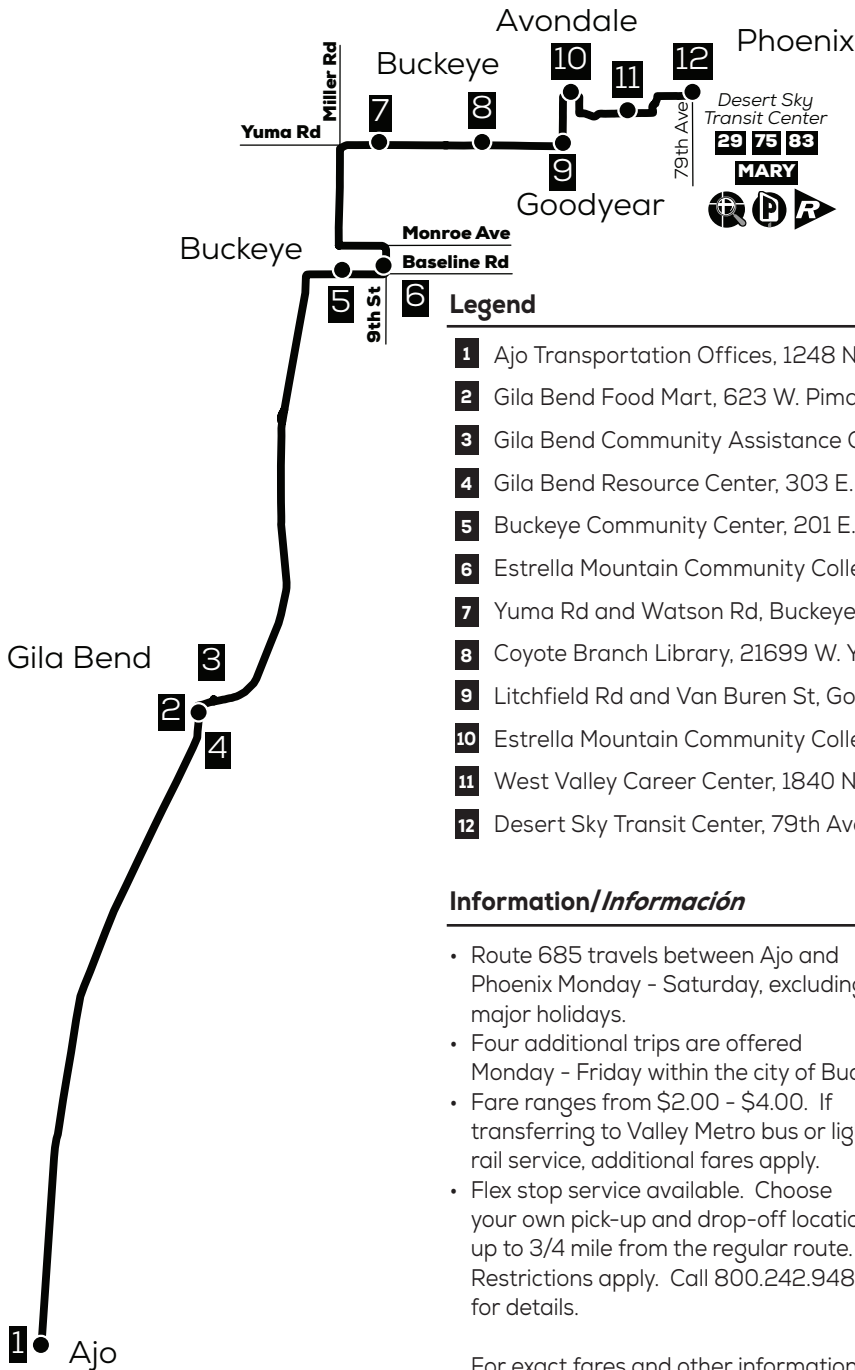 Avondale
Phoenix
Buckeye
Miller Rd
10
11
12
7
8
Desert Sky
Transit Center
Yuma Rd
79th Ave
29 75 83
MARY
9
P R
Goodyear
Monroe Ave
Buckeye
Baseline Rd
5
6
9th St
Legend
1 Ajo Transportation Offices, 1248 N
2 Gila Bend Food Mart, 623 W. Pima
3 Gila Bend Community Assistance
4 Gila Bend Resource Center, 303 E.
5 Buckeye Community Center, 201 E.
6 Estrella Mountain Community Colle
7 Yuma Rd and Watson Rd, Buckeye
8 Coyote Branch Library, 21699 W. Y
9 Litchfield Rd and Van Buren St, Go
10 Estrella Mountain Community Colle
11 West Valley Career Center, 1840 N
12 Desert Sky Transit Center, 79th Ave
Gila Bend
3
2
4
Information/Información
• Route 685 travels between Ajo and
Phoenix Monday - Saturday, excluding
major holidays.
• Four additional trips are offered
Monday - Friday within the city of Buc
• Fare ranges from $2.00 - $4.00. If
transferring to Valley Metro bus or lig
rail service, additional fares apply.
• Flex stop service available. Choose
your own pick-up and drop-off locatio
up to 3/4 mile from the regular route.
Restrictions apply. Call 800.242.948
for details.
For exact fares and other information
1
Ajo